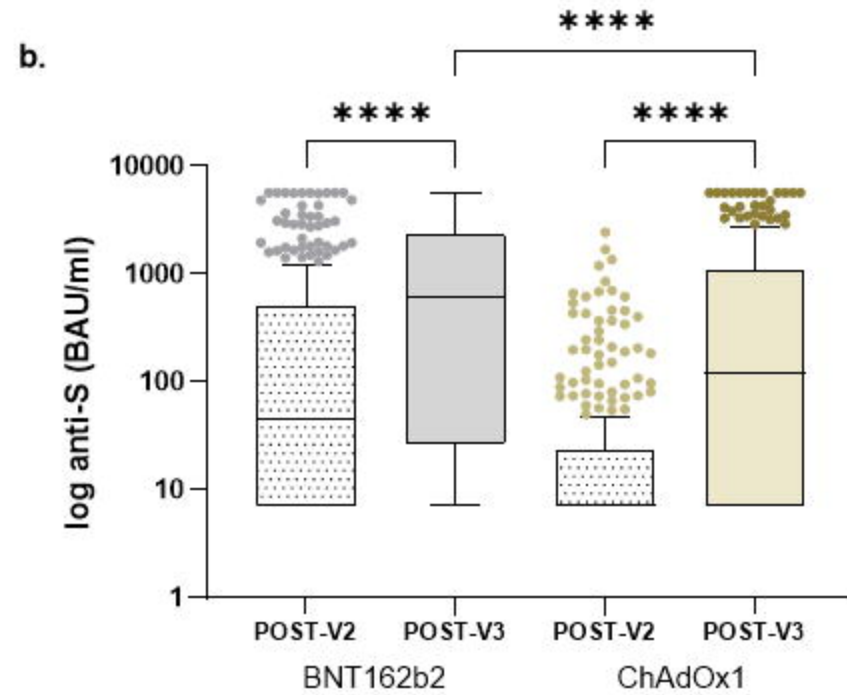 b.
****
**** ****
log anti-S (BAU/ml)
10000
1000
100
10
1
POST-V2 POST-V3 POST-V2 POST-V3
BNT162b2 ChAdOx1